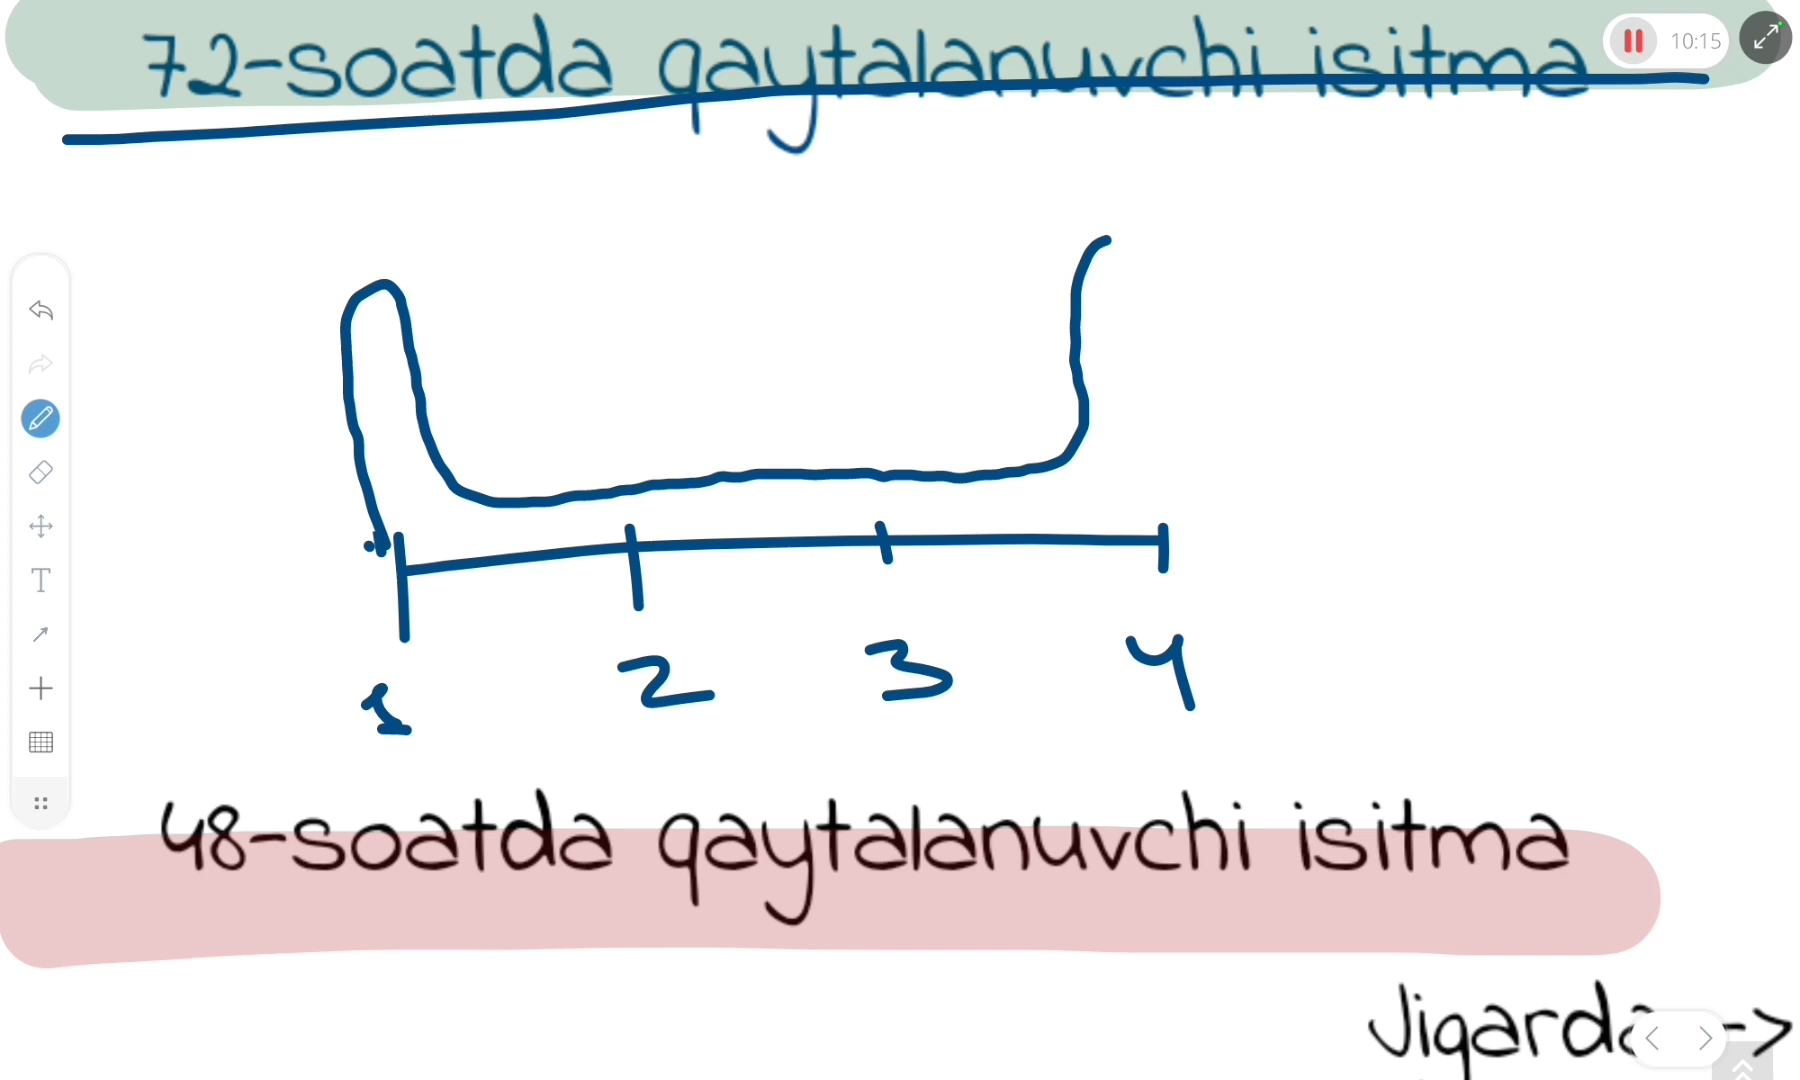 72-soatda qaytalanuvchi isitma
10:15
T
1 2 3 4
48-soatda qaytalanuvchi isitma
Jigarda ->